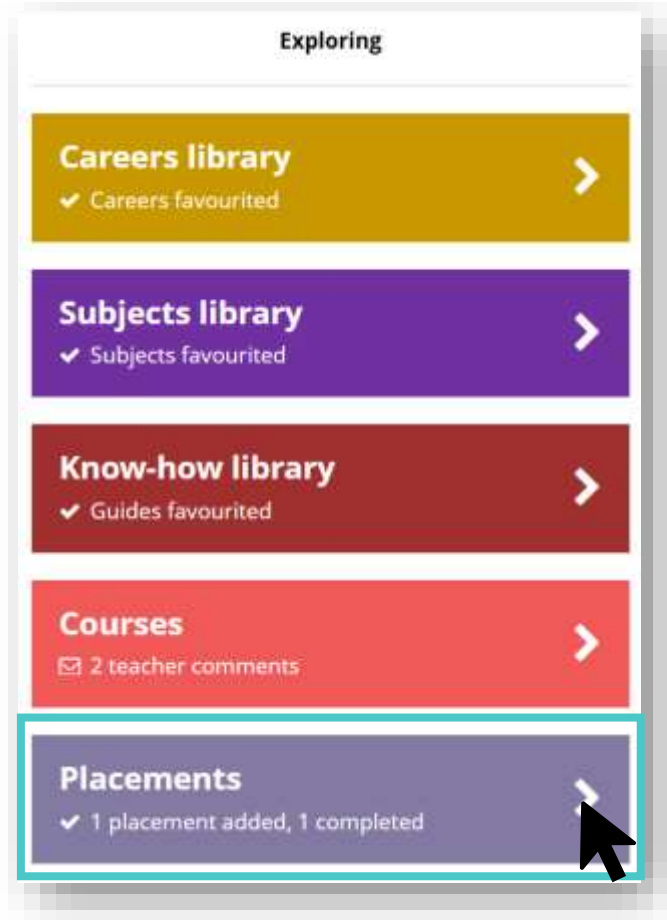 Exploring
Careers library
Careers favourited
Subjects library
Subjects favourited
Know-how library
Guides favourited
Courses
2 teacher comments
Placements
1 placement added, 1 completed